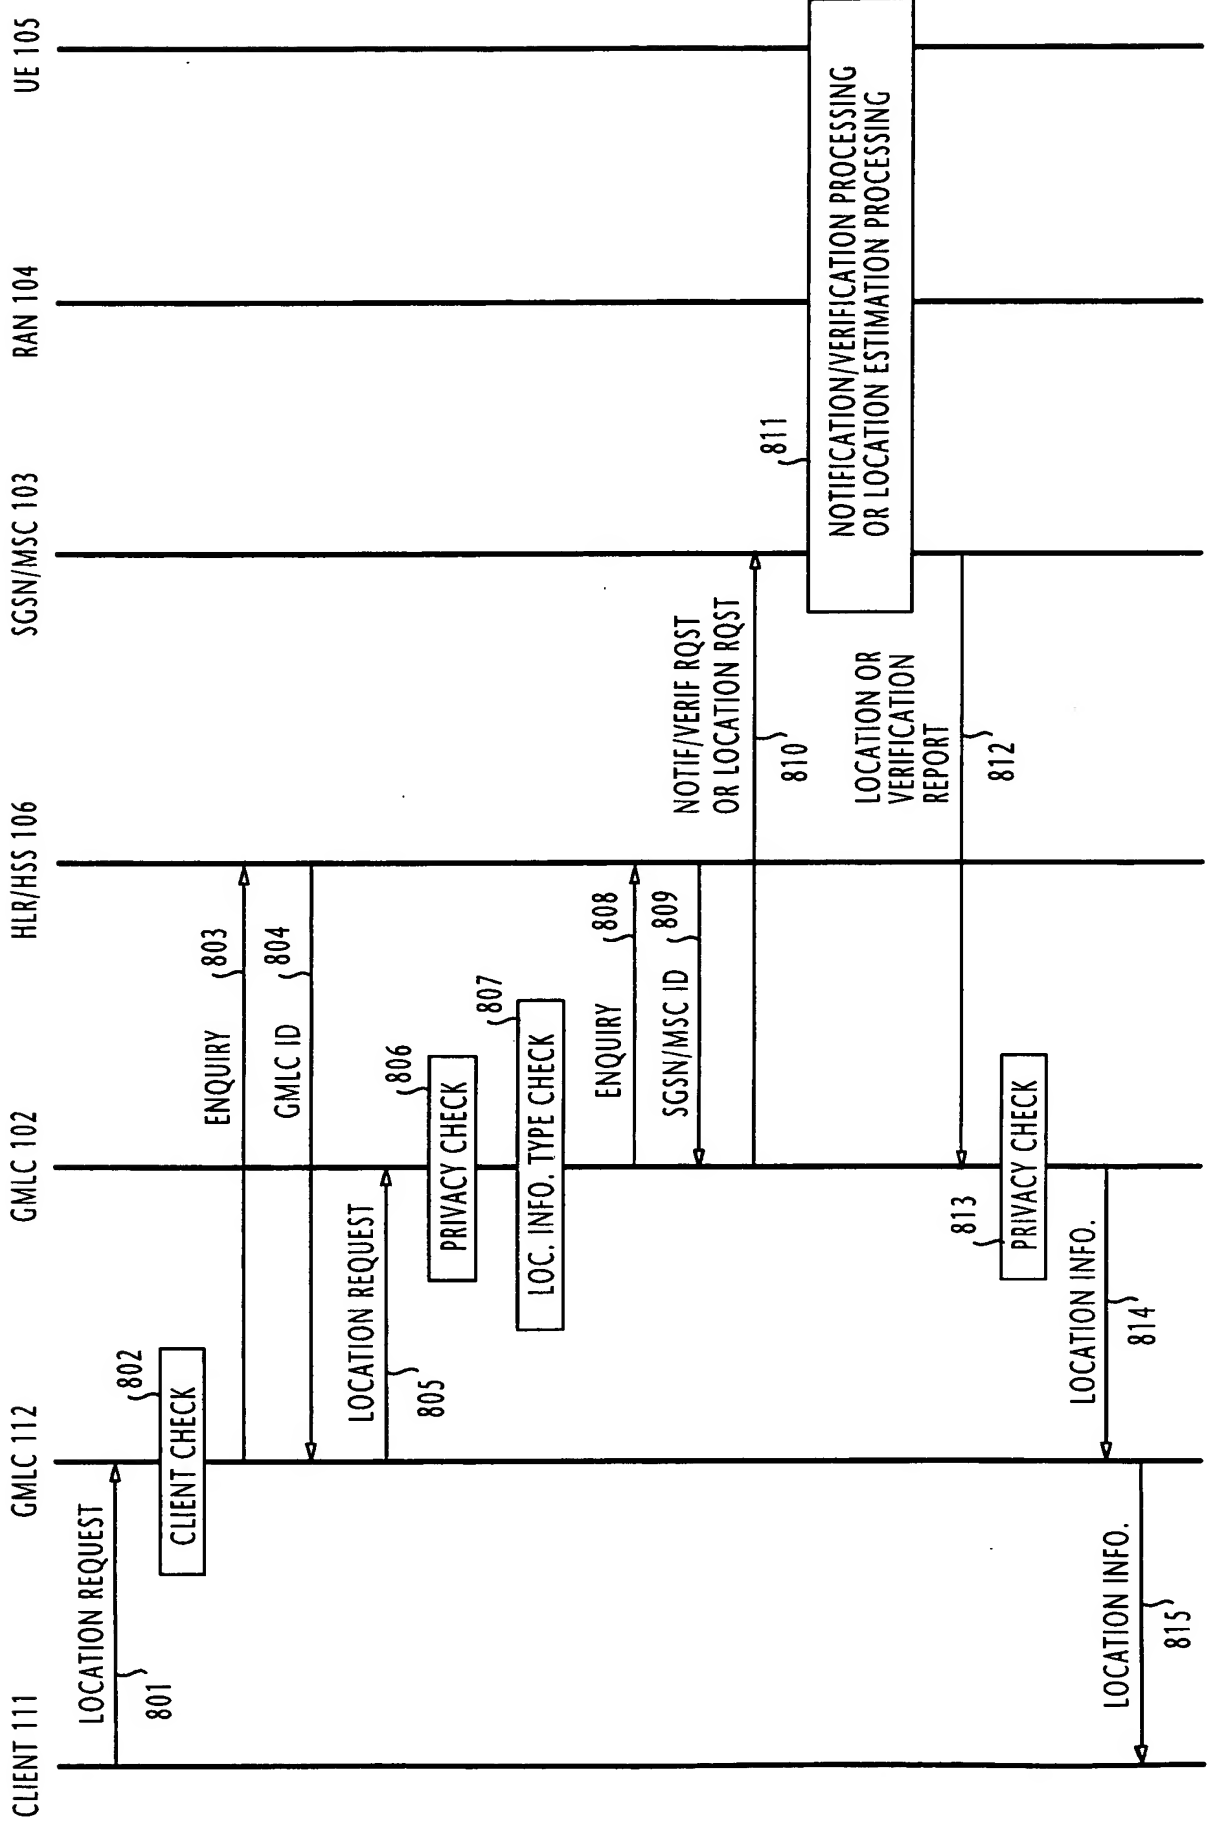 CLIENT 111
GMLC 112
GMLC 102
HLR/HSS 106
SGSN/MSC 103
RAN 104
UE 105
LOCATION REQUEST
801
CLIENT CHECK
802
ENQUIRY
803
GMLC ID
804
LOCATION REQUEST
805
PRIVACY CHECK
806
LOC. INFO. TYPE CHECK
807
ENQUIRY
808
SGSN/MSC ID
809
NOTIF/VERIF RQST
OR LOCATION RQST
810
811
NOTIFICATION/VERIFICATION PROCESSING
OR LOCATION ESTIMATION PROCESSING
LOCATION OR
VERIFICATION
REPORT
812
813
PRIVACY CHECK
LOCATION INFO.
814
LOCATION INFO.
815